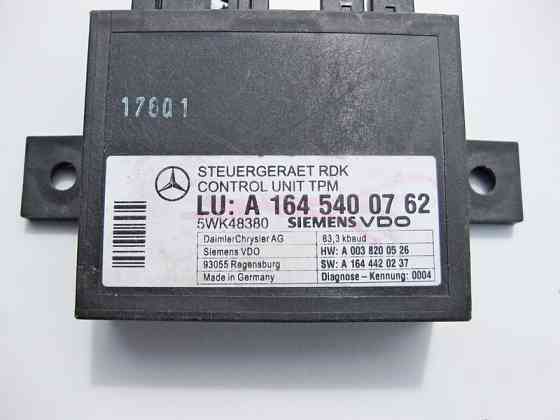 17601
STEUERGERAET RDK
CONTROL UNIT TPM
LU: A 164 540 07 62
5WK48380 SIEMENS VDO
DaimlerChrysler AG 83,3 kbaud
Siemens VDO HW: A 003 820 05 26
93055 Regensburg SW: A 164 442 02 37
Made in Germany Diagnose - Kennung: 0004